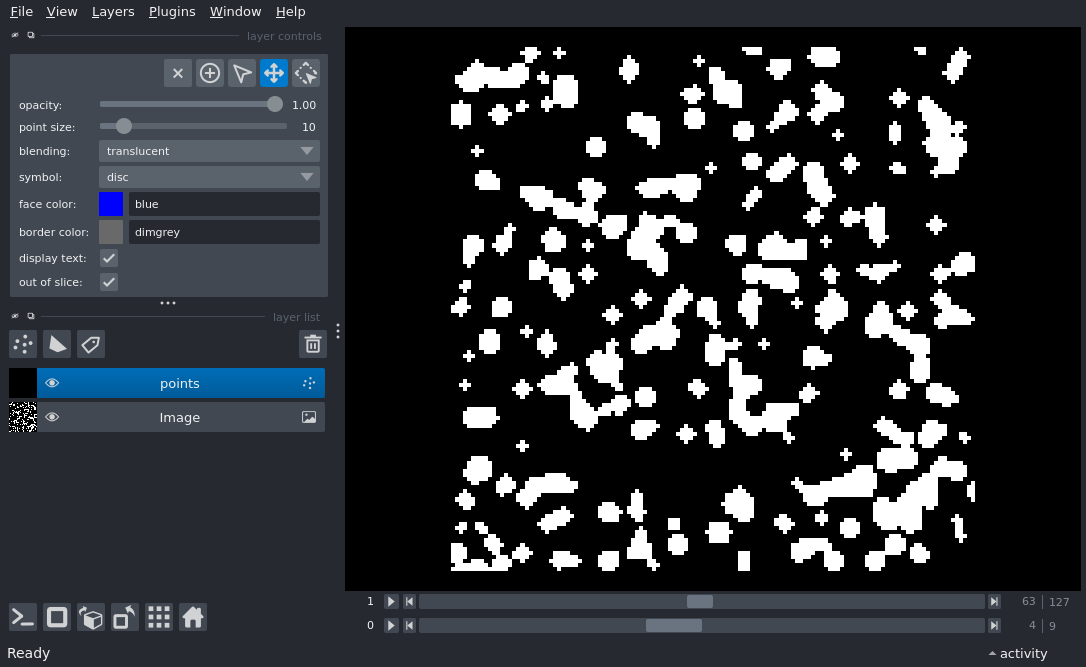 File View Layers Plugins Window Help
layer controls
opacity: 1.00
point size: 10
blending: translucent
symbol: disc
face color: blue
border color: dimgrey
display text:
out of slice:
layer list
points
Image
1 63 127
0 4 9
Ready activity